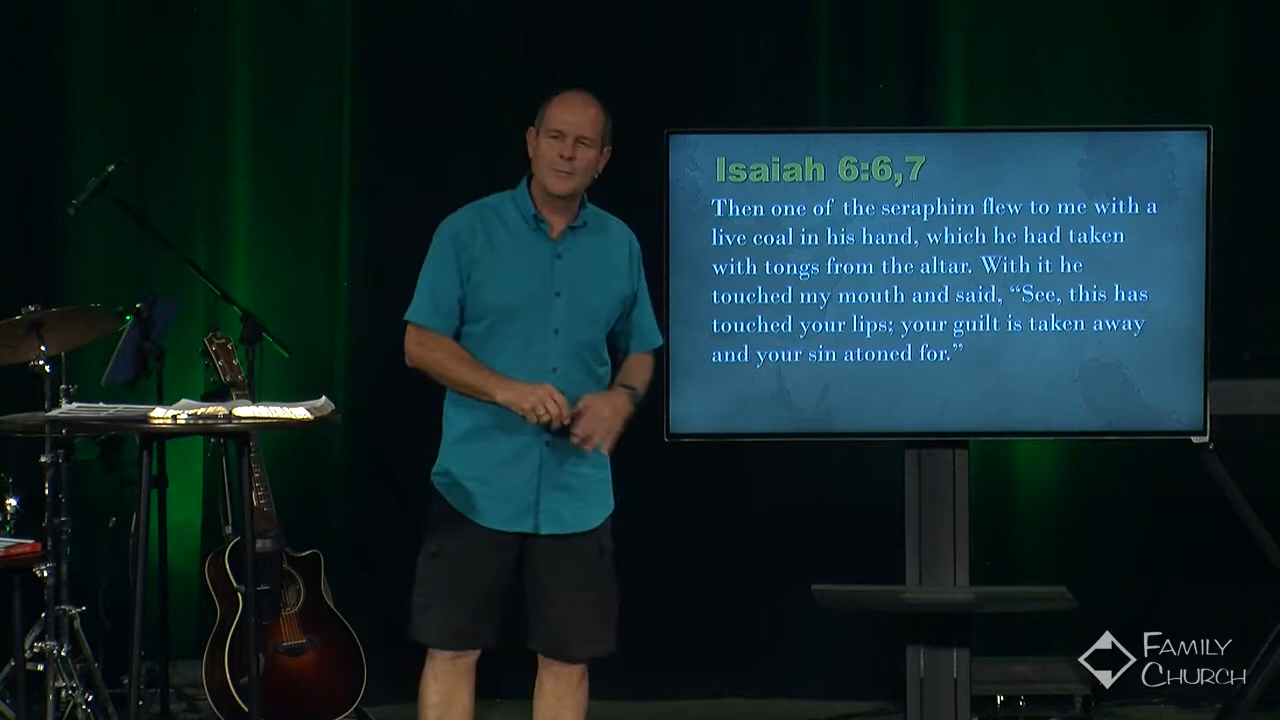 Isaiah 6:6,7
Then one of the seraphim flew to me with a
live coal in his hand, which he had taken
with tongs from the altar. With it he
touched my mouth and said, “See, this has
touched your lips; your guilt is taken away
and your sin atoned for.”
FAMILY
CHURCH